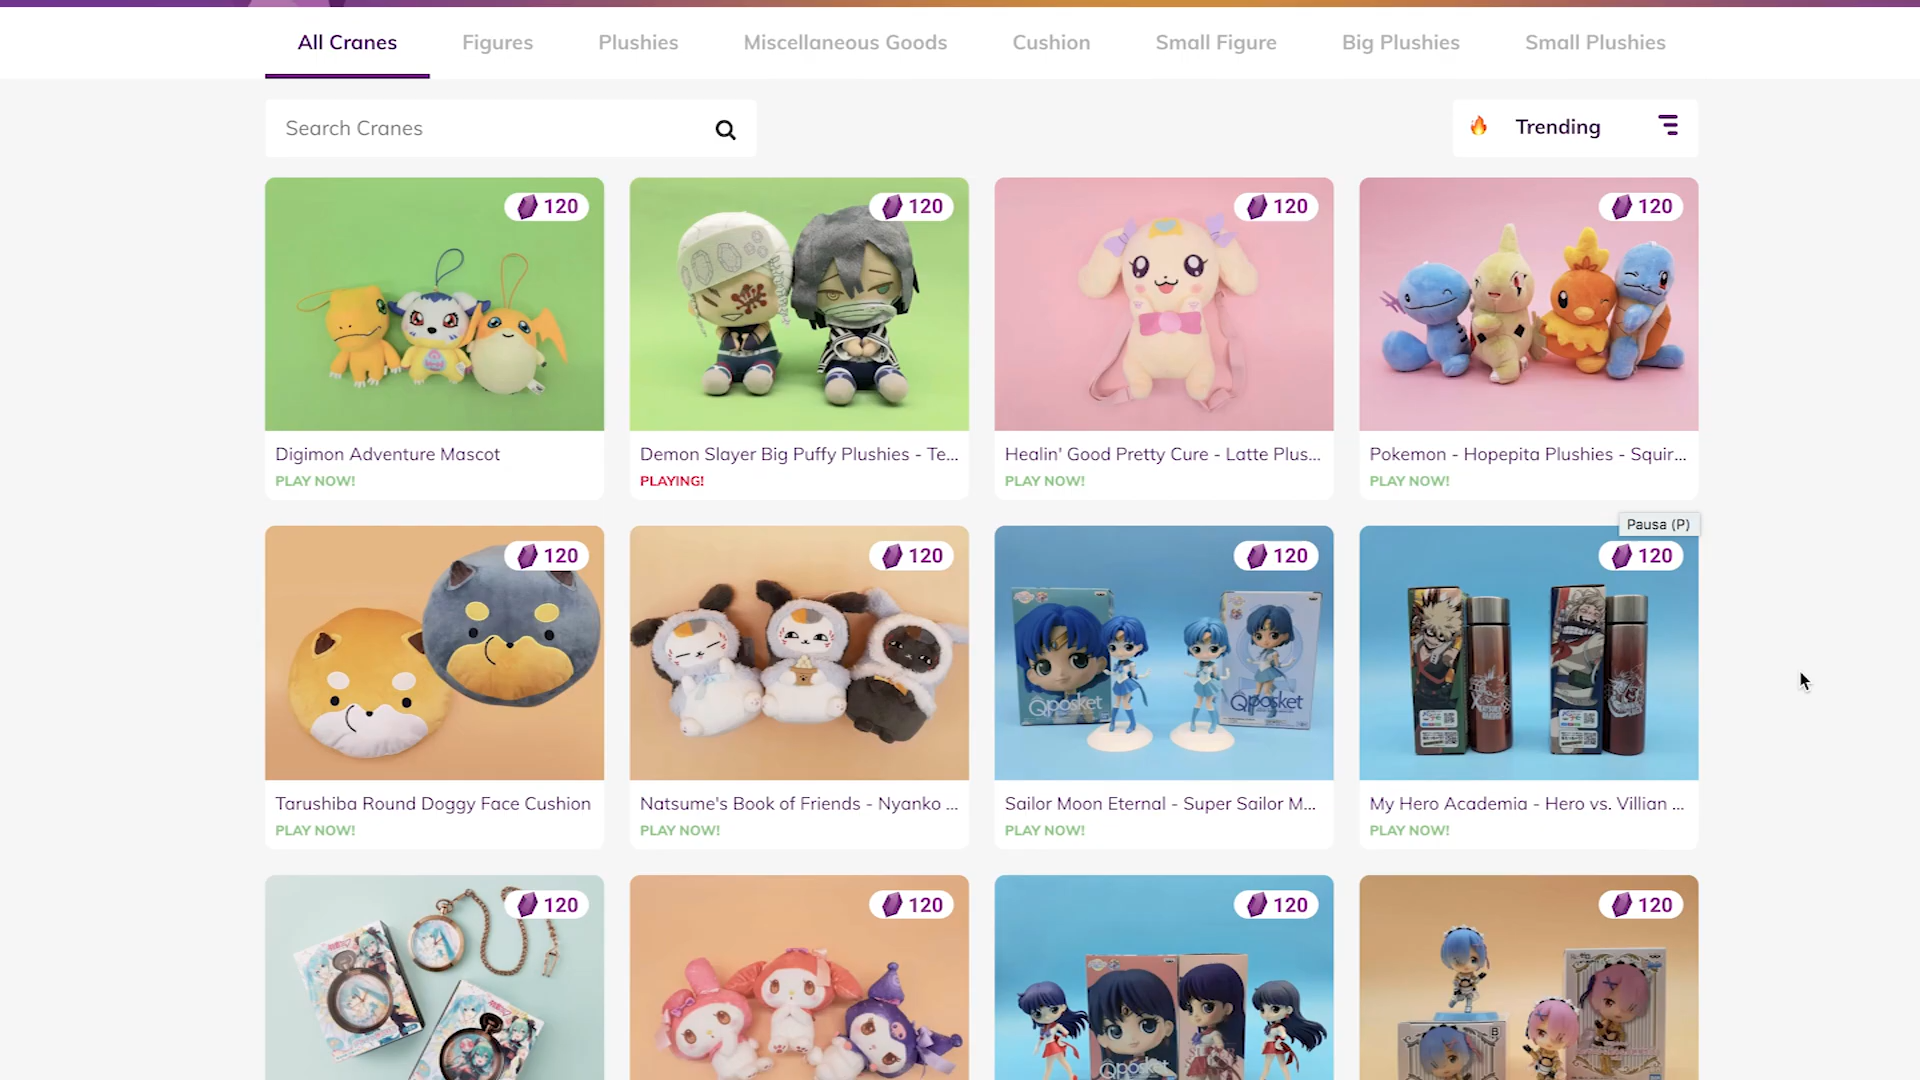 All Cranes
Figures
Plushies
Miscellaneous Goods
Cushion
Small Figure
Big Plushies
Small Plushies
Search Cranes
Trending
120
120
120
120
Digimon Adventure Mascot
Demon Slayer Big Puffy Plushies - Te...
Healin' Good Pretty Cure - Latte Plus...
Pokemon - Hopepita Plushies - Squir...
PLAY NOW!
PLAYING!
PLAY NOW!
PLAY NOW!
Pausa (P)
120
120
120
120
Qposket
Qposket
Tarushiba Round Doggy Face Cushion
Natsume's Book of Friends - Nyanko ...
Sailor Moon Eternal - Super Sailor M...
My Hero Academia - Hero vs. Villian ...
PLAY NOW!
PLAY NOW!
PLAY NOW!
PLAY NOW!
120
120
120
120
Qposket